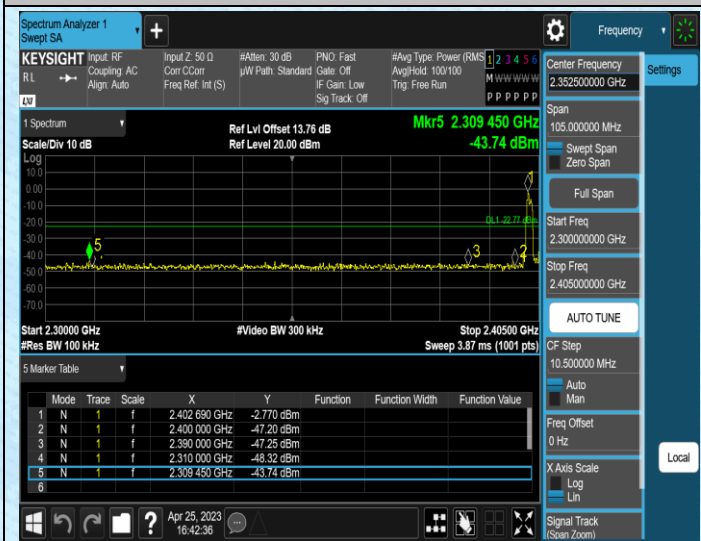 Spectrum Analyzer 1
Swept SA
+
Frequency
KEYSIGHT
Input: RF
Coupling: AC
Align: Auto
Input Z: 50 Ω
Corr CCorr
Freq Ref: Int (S)
#Atten: 30 dB
µW Path: Standard
PNO: Fast
Gate: Off
IF Gain: Low
Sig Track: Off
#Avg Type: Power (RMS
Avg|Hold: 100/100
Trig: Free Run
1 2 3 4 5 6
M W W W W W
P P P P P P
R L
LXI
1 Spectrum
Scale/Div 10 dB
Ref Lvl Offset 13.76 dB
Ref Level 20.00 dBm
Mkr5 2.309 450 GHz
-43.74 dBm
Log
10.0
0.00
-10.0
-20.0
-30.0
-40.0
-50.0
-60.0
-70.0
1
DL1 -22.77 dBm
5
3
2
Start 2.30000 GHz
#Video BW 300 kHz
Stop 2.40500 GHz
#Res BW 100 kHz
Sweep 3.87 ms (1001 pts)
5 Marker Table
Mode Trace Scale X Y Function Function Width Function Value
1 N 1 f 2.402 690 GHz -2.770 dBm
2 N 1 f 2.400 000 GHz -47.20 dBm
3 N 1 f 2.390 000 GHz -47.25 dBm
4 N 1 f 2.310 000 GHz -48.32 dBm
5 N 1 f 2.309 450 GHz -43.74 dBm
6
?
Apr 25, 2023
16:42:36
Center Frequency
2.352500000 GHz
Settings
Span
105.000000 MHz
Swept Span
Zero Span
Full Span
Start Freq
2.300000000 GHz
Stop Freq
2.405000000 GHz
AUTO TUNE
CF Step
10.500000 MHz
Auto
Man
Freq Offset
0 Hz
Local
X Axis Scale
Log
Lin
Signal Track
(Span Zoom)